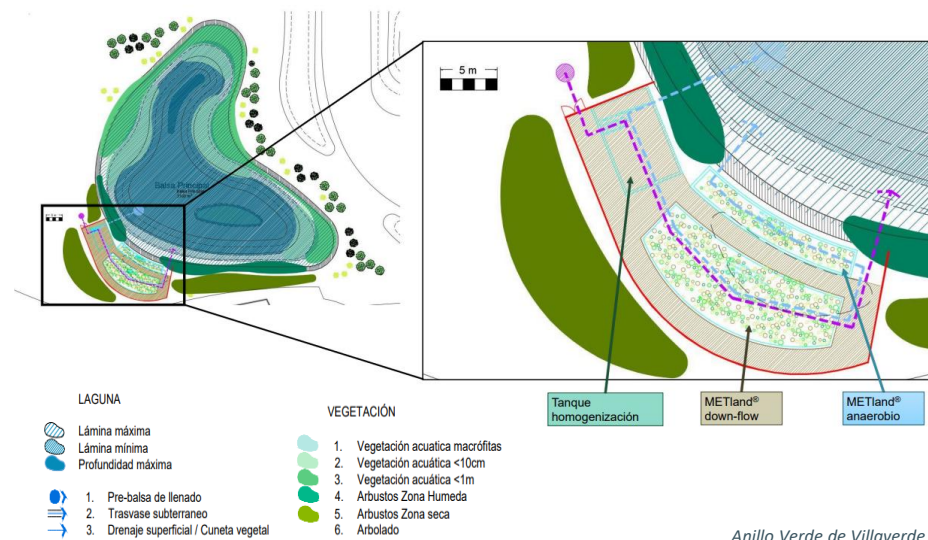 5 m
Balsa Principal
Tanque
homogenización
METland®
down-flow
METland®
anaerobio
LAGUNA
Lámina máxima
Lámina mínima
Profundidad máxima
1. Pre-balsa de llenado
2. Trasvase subterraneo
3. Drenaje superficial / Cuneta vegetal
VEGETACIÓN
1. Vegetación acuatica macrófitas
2. Vegetación acuática <10cm
3. Vegetación acuática <1m
4. Arbustos Zona Humeda
5. Arbustos Zona seca
6. Arbolado
Anillo Verde de Villaverde